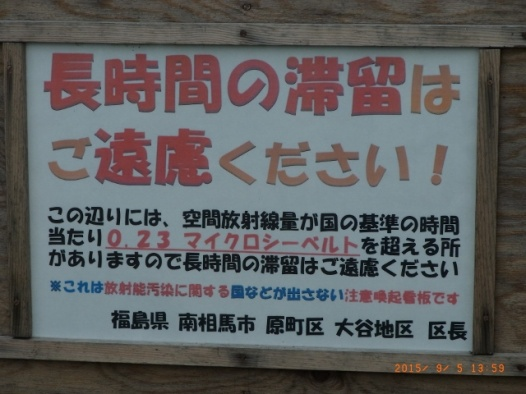 長時間の滞留は
ご遠慮ください！
この辺りには、空間放射線量が国の基準の時間
当たり0.23 マイクロシーベルトを超える所
がありますので長時間の滞留はご遠慮ください
※これは放射能汚染に関する国などが出さない注意喚起看板です
福島県 南相馬市 原町区 大谷地区 区長
2015/ 9/ 5 13:59